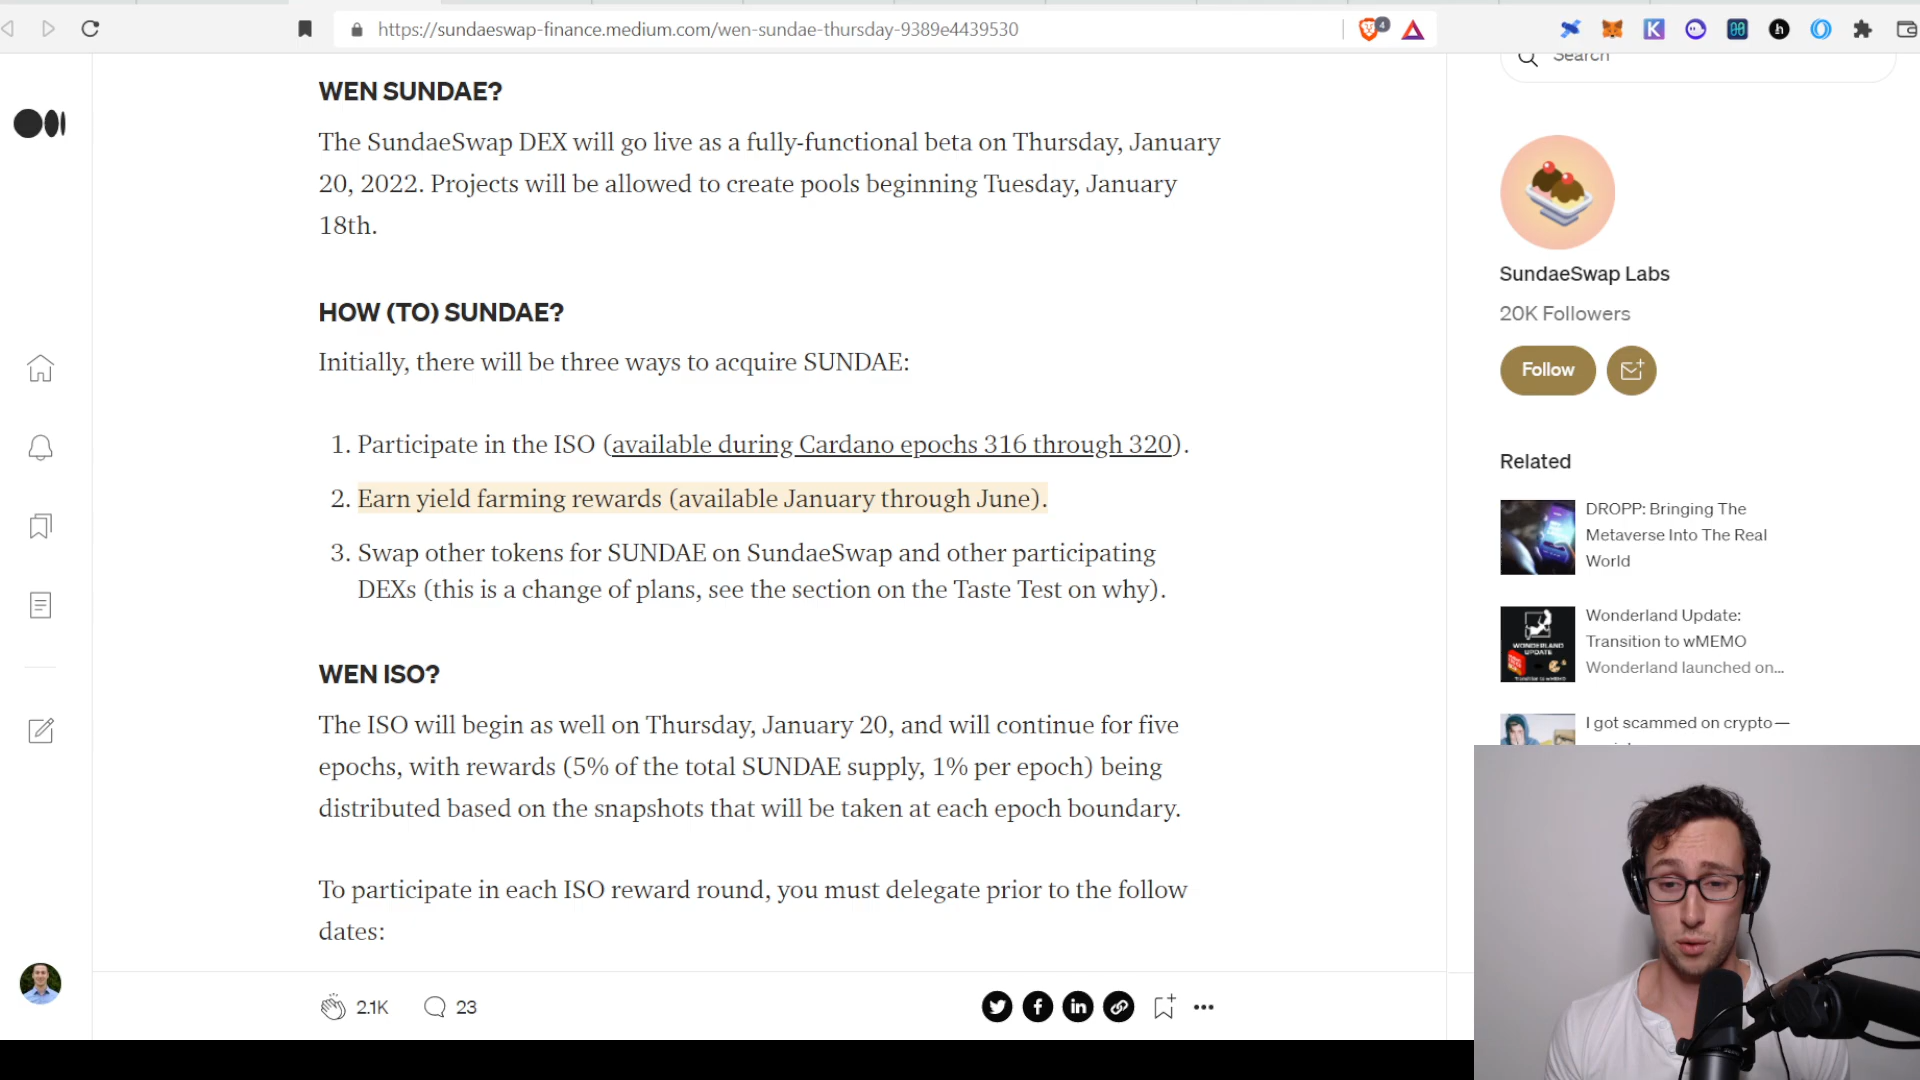 https://sundaeswap-finance.medium.com/wen-sundae-thursday-9389e4439530
4
Search
WEN SUNDAE?
The SundaeSwap DEX will go live as a fully-functional beta on Thursday, January
20, 2022. Projects will be allowed to create pools beginning Tuesday, January
18th.
HOW (TO) SUNDAE?
Initially, there will be three ways to acquire SUNDAE:
1. Participate in the ISO (available during Cardano epochs 316 through 320).
2. Earn yield farming rewards (available January through June).
3. Swap other tokens for SUNDAE on SundaeSwap and other participating
DEXs (this is a change of plans, see the section on the Taste Test on why).
WEN ISO?
The ISO will begin as well on Thursday, January 20, and will continue for five
epochs, with rewards (5% of the total SUNDAE supply, 1% per epoch) being
distributed based on the snapshots that will be taken at each epoch boundary.
To participate in each ISO reward round, you must delegate prior to the follow
dates:
2.1K
23
SundaeSwap Labs
20K Followers
Follow
Related
DROPP: Bringing The
Metaverse Into The Real
World
WONDERLAND
UPDATE
Wonderland Update:
Transition to wMEMO
Wonderland launched on...
I got scammed on crypto—